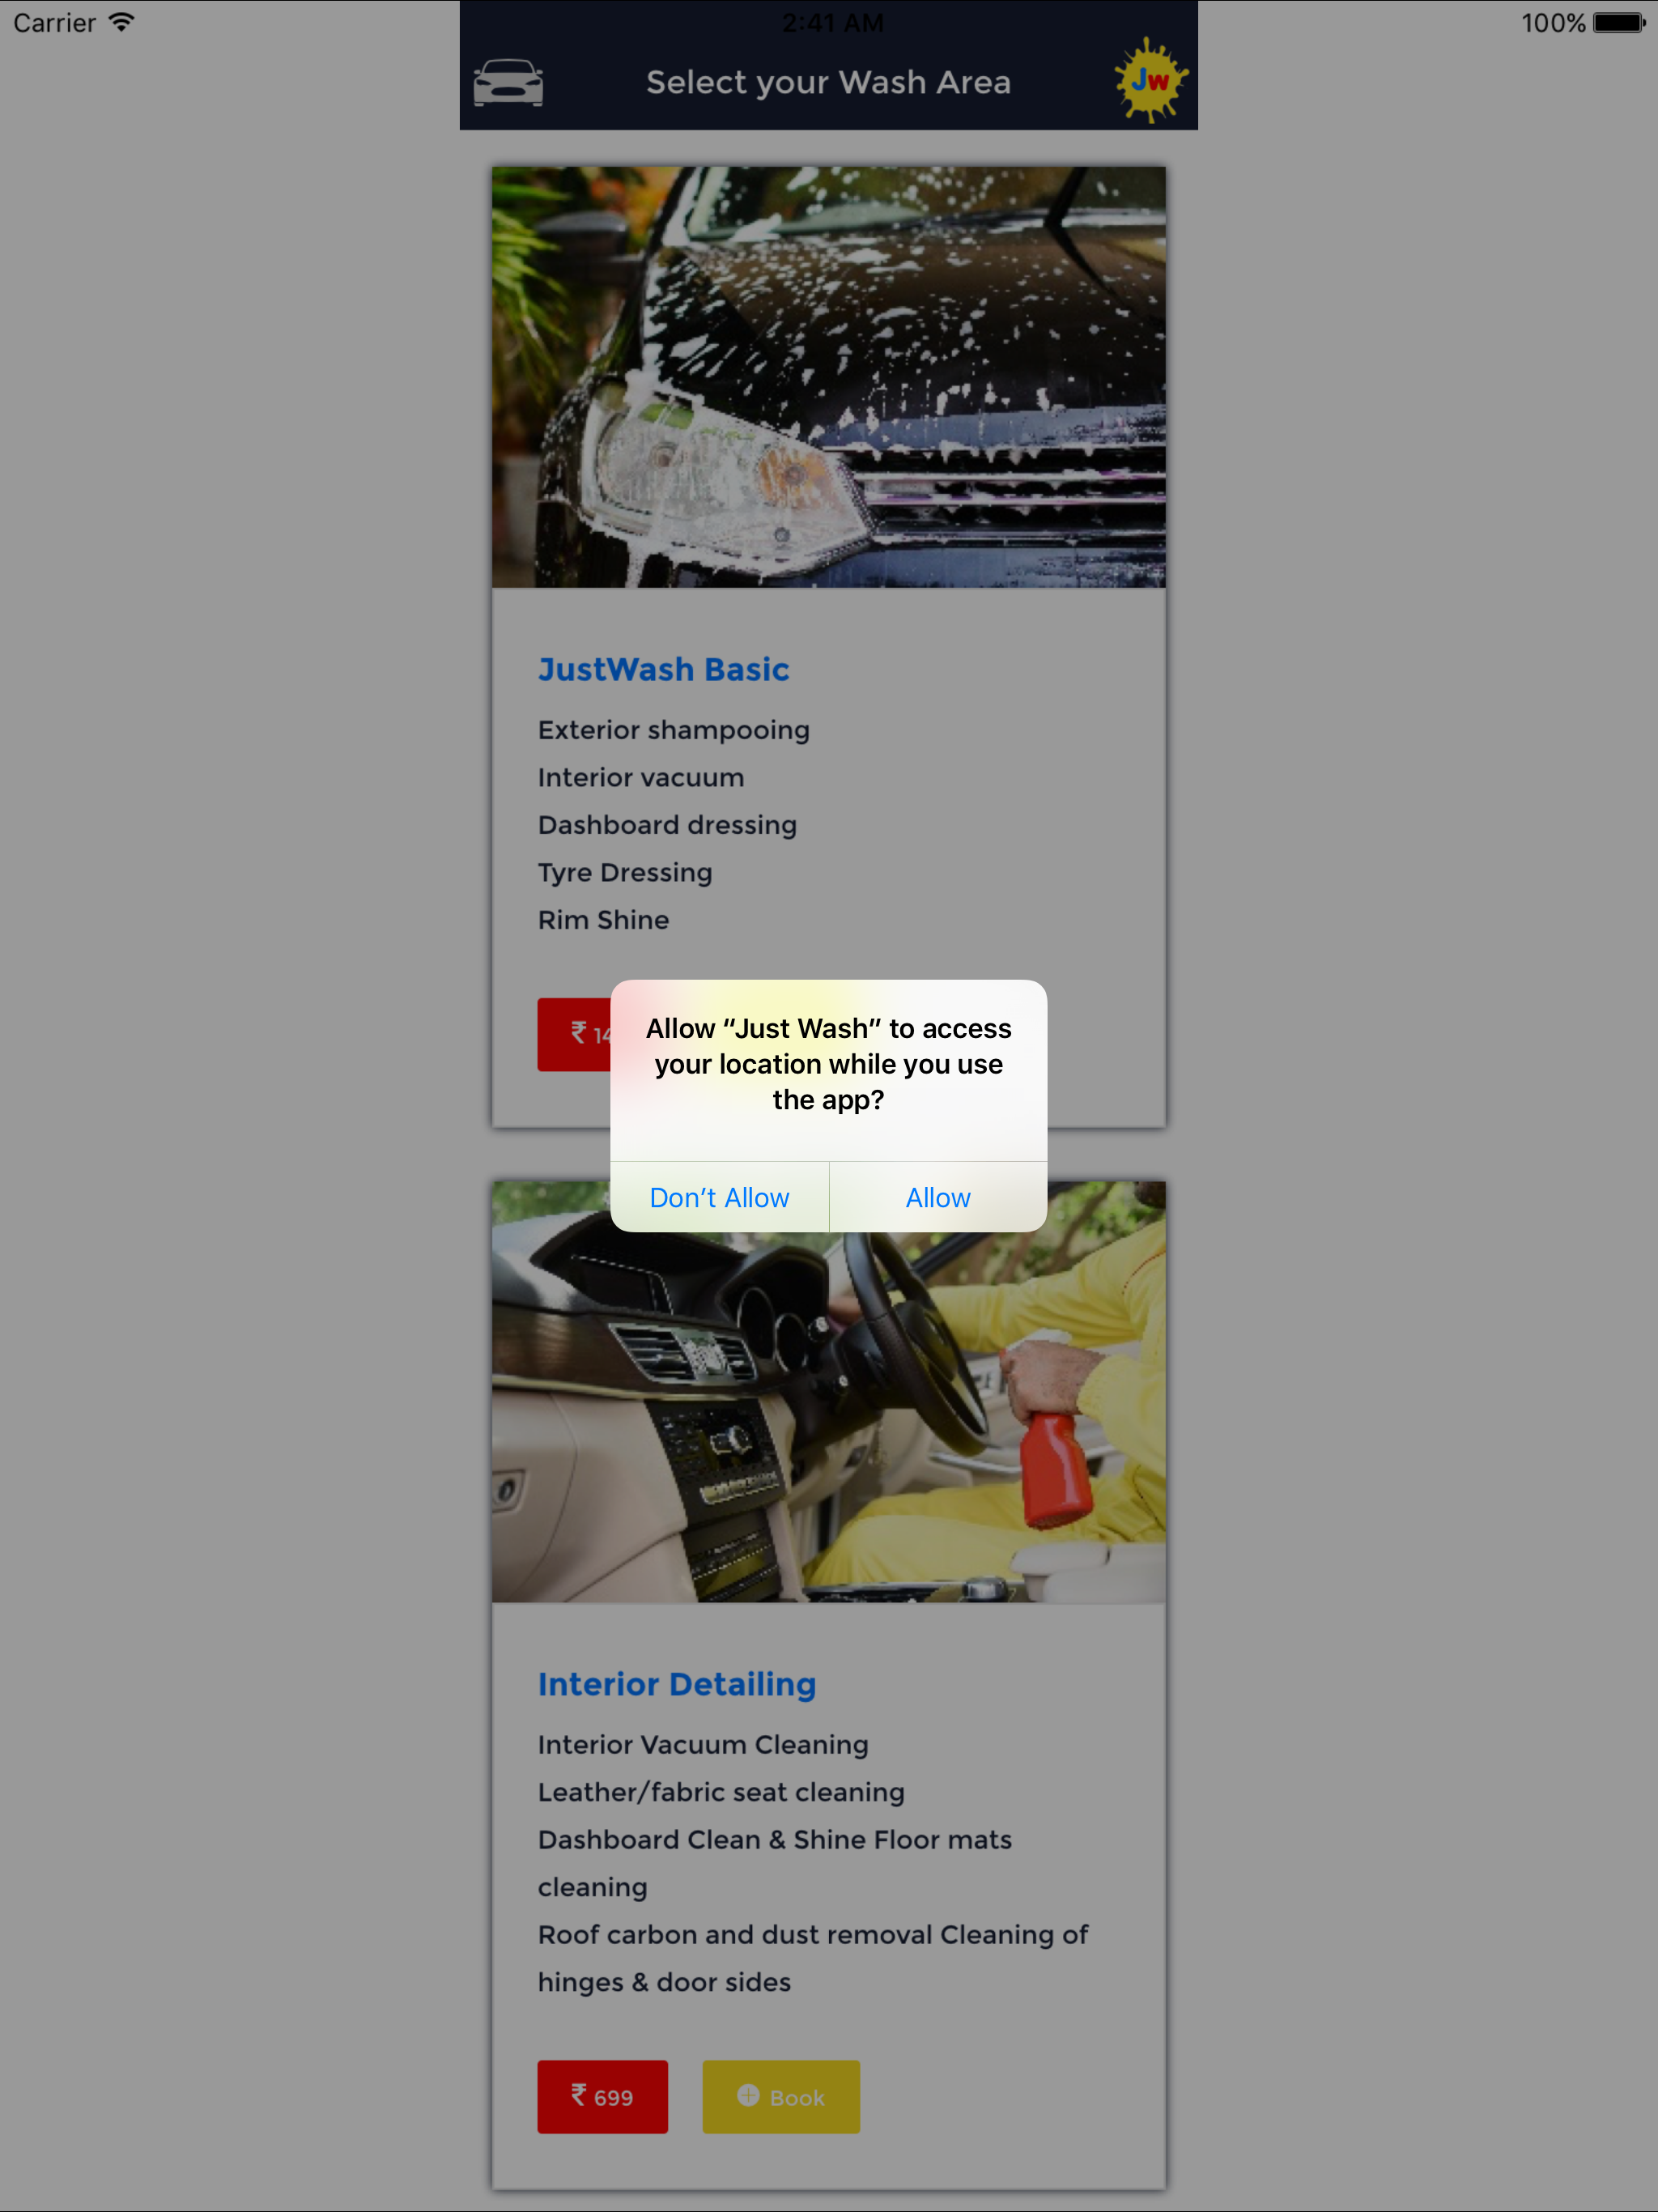 Carrier 2:41 AM 100%
Select your Wash Area
Jw
JustWash Basic
Exterior shampooing
Interior vacuum
Dashboard dressing
Tyre Dressing
Rim Shine
₹
Allow “Just Wash” to access
your location while you use
the app?
Don’t Allow Allow
Interior Detailing
Interior Vacuum Cleaning
Leather/fabric seat cleaning
Dashboard Clean & Shine Floor mats
cleaning
Roof carbon and dust removal Cleaning of
hinges & door sides
₹ 699 Book